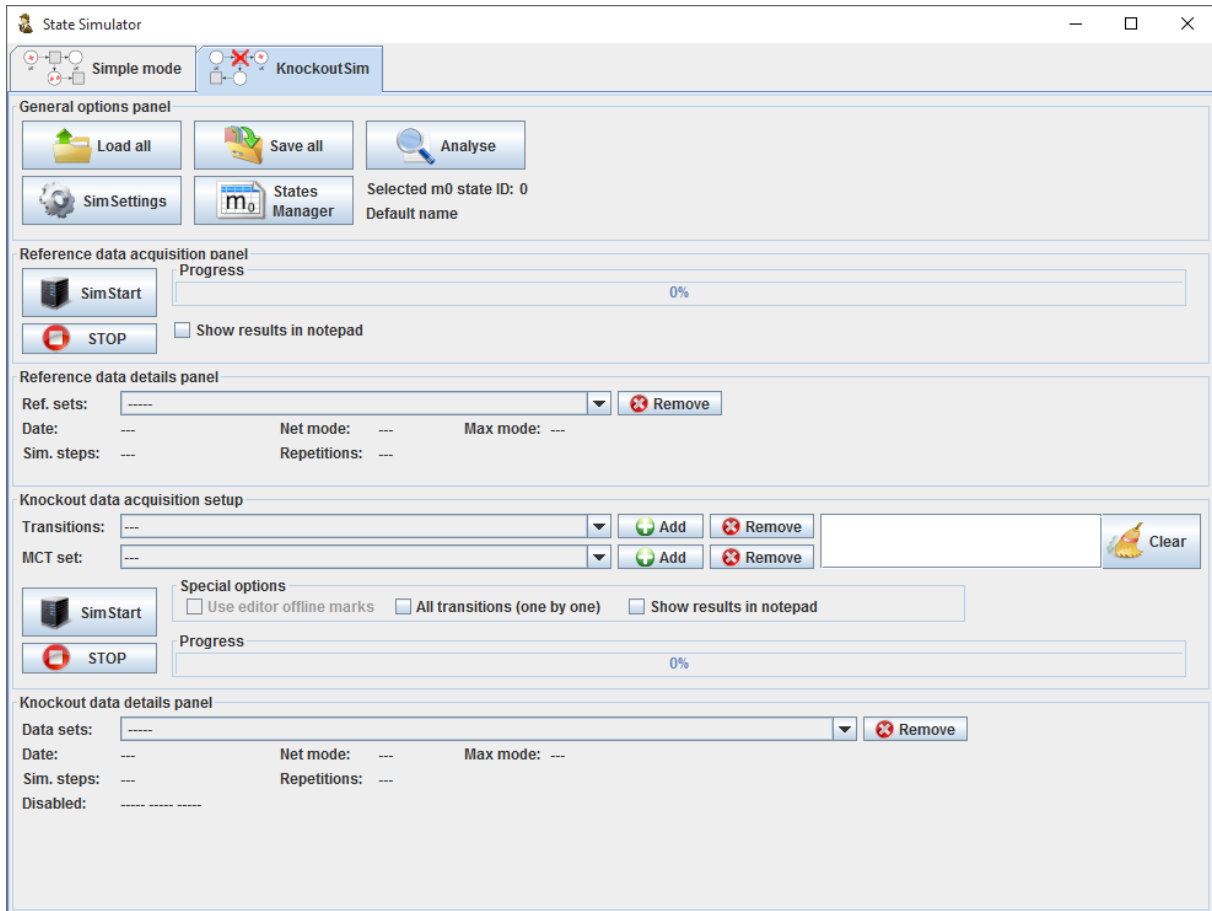 State Simulator
Simple mode KnockoutSim
General options panel
Load all Save all Analyse
SimSettings m0 States Manager Selected m0 state ID: 0
Default name
Reference data acquisition panel
Progress
SimStart 0%
STOP Show results in notepad
Reference data details panel
Ref. sets: ----- Remove
Date: --- Net mode: --- Max mode: ---
Sim. steps: --- Repetitions: ---
Knockout data acquisition setup
Transitions: --- Add Remove
MCT set: --- Add Remove Clear
Special options
SimStart Use editor offline marks All transitions (one by one) Show results in notepad
Progress
STOP 0%
Knockout data details panel
Data sets: ----- Remove
Date: --- Net mode: --- Max mode: ---
Sim. steps: --- Repetitions: ---
Disabled: ----- ----- -----